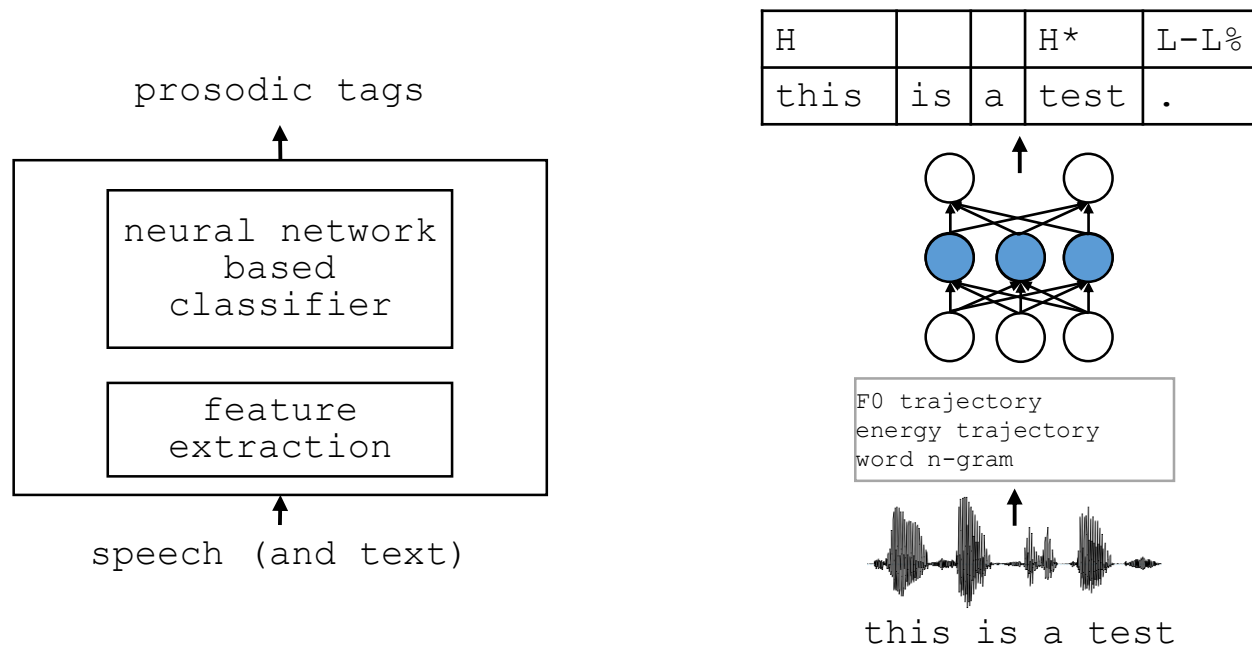 prosodic tags
neural network
based
classifier
feature
extraction
speech (and text)
H H* L-L%
this is a test .
F0 trajectory
energy trajectory
word n-gram
this is a test